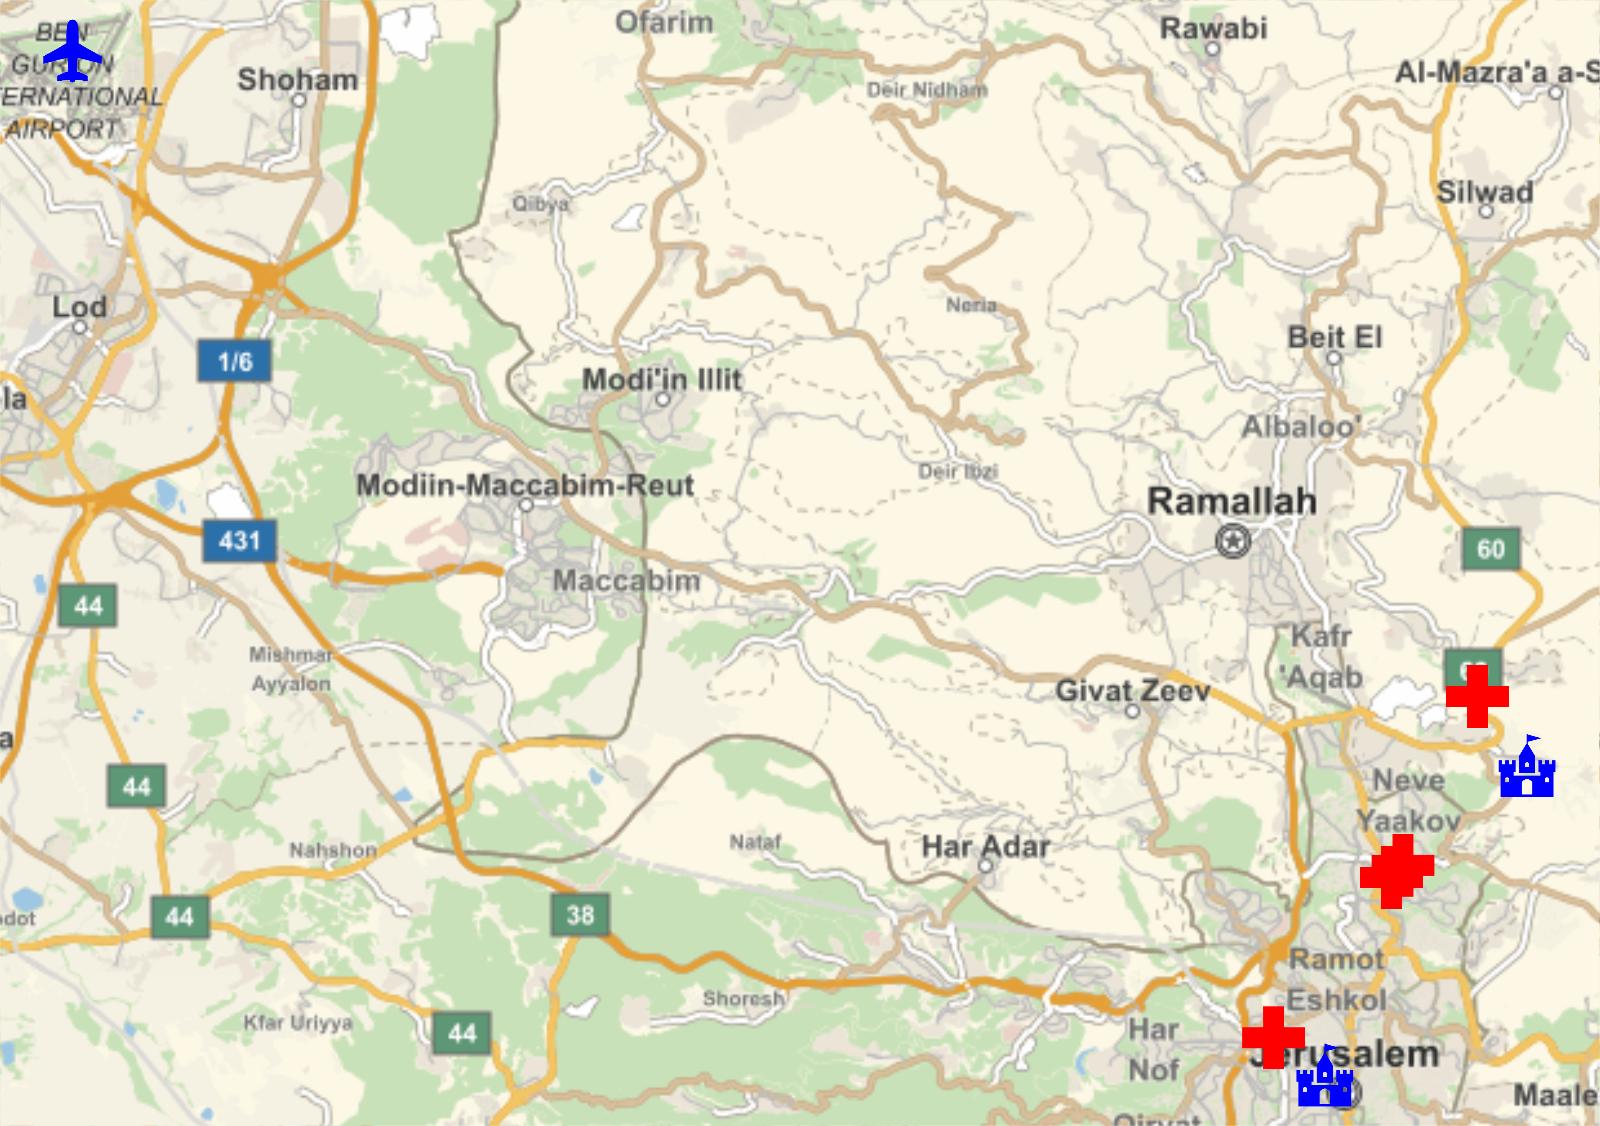 Ofarim
Rawabi
BEN
GURION
ERNATIONAL
AIRPORT
Shoham
Deir Nidham
Al-Mazra'a a-S
Silwad
Qibya
Lod
Neria
Beit El
1/6
Modi'in Illit
la
Albaloo'
Modiin-Maccabim-Reut
Deir Ibzi
Ramallah
431
60
Maccabim
44
Kafr
'Aqab
Mishmar
Ayyalon
Givat Zeev
a
44
Neve
Yaakov
Nahshon
Nataf
Har Adar
44
38
odot
Ramot
Eshkol
Shoresh
Kfar Uriyya
44
Har
Nof
Jerusalem
Maale
Qiryat